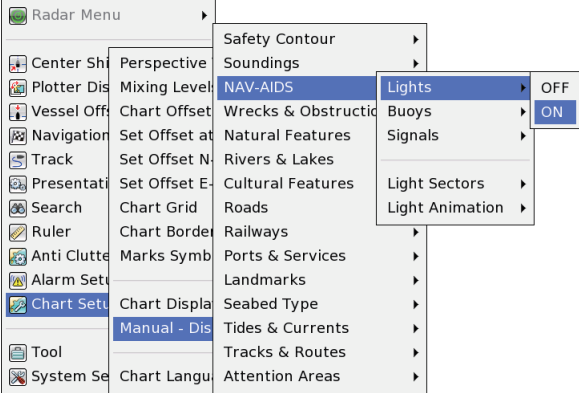 Radar Menu
Center Shi
Plotter Dis
Vessel Off
Navigation
Track
Presentati
Search
Ruler
Anti Clutte
Alarm Setu
Chart Setu
Tool
System Se
Perspective
Mixing Level
Chart Offset
Set Offset at
Set Offset N-
Set Offset E-
Chart Grid
Chart Border
Marks Symb
Chart Displa
Manual - Dis
Chart Langua
Safety Contour
Soundings
NAV-AIDS
Wrecks & Obstructio
Natural Features
Rivers & Lakes
Cultural Features
Roads
Railways
Ports & Services
Landmarks
Seabed Type
Tides & Currents
Tracks & Routes
Attention Areas
Lights
Buoys
Signals
Light Sectors
Light Animation
OFF
ON